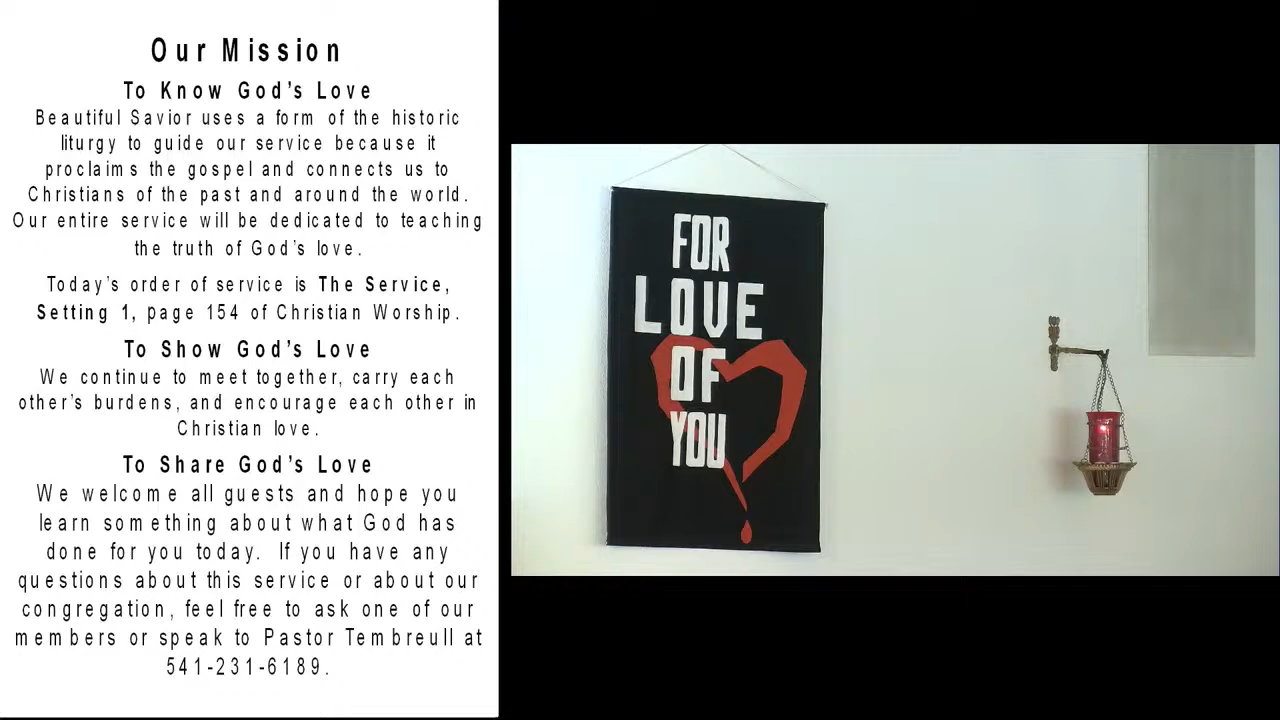 Our Mission
To Know God's Love
Beautiful Savior uses a form of the historic
liturgy to guide our service because it
proclaims the gospel and connects us to
Christians of the past and around the world.
Our entire service will be dedicated to teaching
the truth of God's love.
Today's order of service is The Service,
Setting 1, page 154 of Christian Worship.
To Show God's Love
We continue to meet together, carry each
other's burdens, and encourage each other in
Christian love.
To Share God's Love
We welcome all guests and hope you
learn something about what God has
done for you today. If you have any
questions about this service or about our
congregation, feel free to ask one of our
members or speak to Pastor Tembreull at
541-231-6189.
FOR
LOVE
OF
YOU